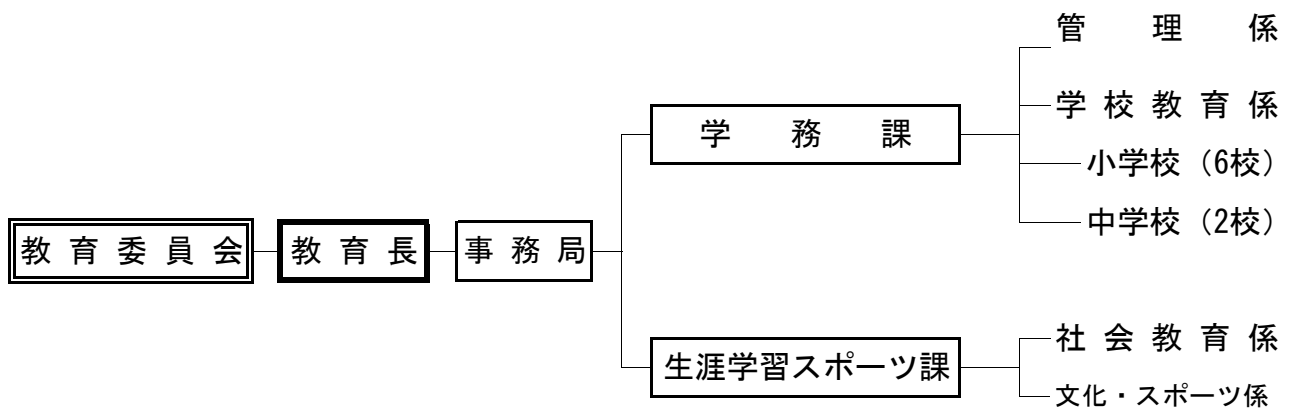 管理係
学校教育係
学務課
小学校（6校）
中学校（2校）
教育委員会
教育長
事務局
社会教育係
生涯学習スポーツ課
文化・スポーツ係